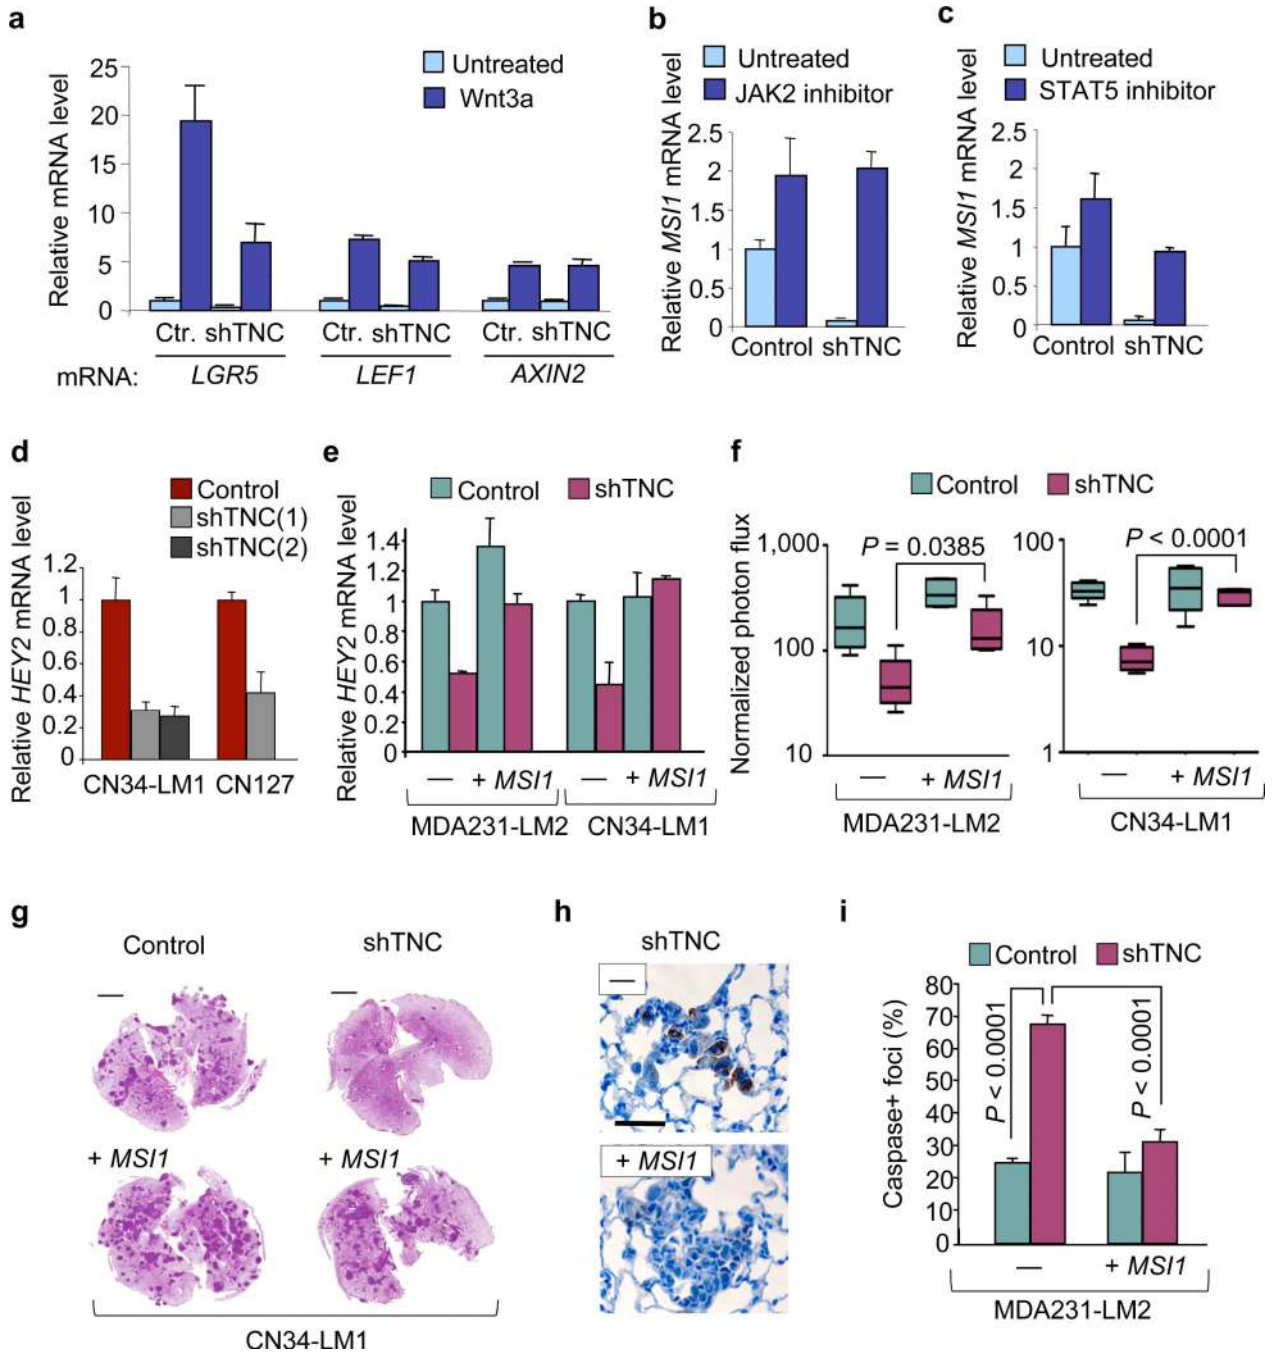 a
Untreated
Wnt3a
Relative mRNA level
25
20
15
10
5
0
Ctr. shTNC Ctr. shTNC Ctr. shTNC
mRNA: LGR5 LEF1 AXIN2
b
Untreated
JAK2 inhibitor
Relative MSI1 mRNA level
2.5
2
1.5
1
0.5
0
Control shTNC
c
Untreated
STAT5 inhibitor
Relative MSI1 mRNA level
2.5
2
1.5
1
0.5
0
Control shTNC
d
Control
shTNC(1)
shTNC(2)
Relative HEY2 mRNA level
1.2
1
0.8
0.6
0.4
0.2
0
CN34-LM1 CN127
e
Control shTNC
Relative HEY2 mRNA level
1.4
1.2
1
0.8
0.6
0.4
0.2
0
— + MSI1 — + MSI1
MDA231-LM2 CN34-LM1
f
Control shTNC
Normalized photon flux
1,000
100
10
P = 0.0385
— + MSI1
MDA231-LM2
100
10
1
P < 0.0001
— + MSI1
CN34-LM1
g
Control shTNC
+ MSI1 + MSI1
CN34-LM1
h
shTNC
—
+ MSI1
i
Control shTNC
Caspase+ foci (%)
80
70
60
50
40
30
20
10
0
P < 0.0001
P < 0.0001
— + MSI1
MDA231-LM2